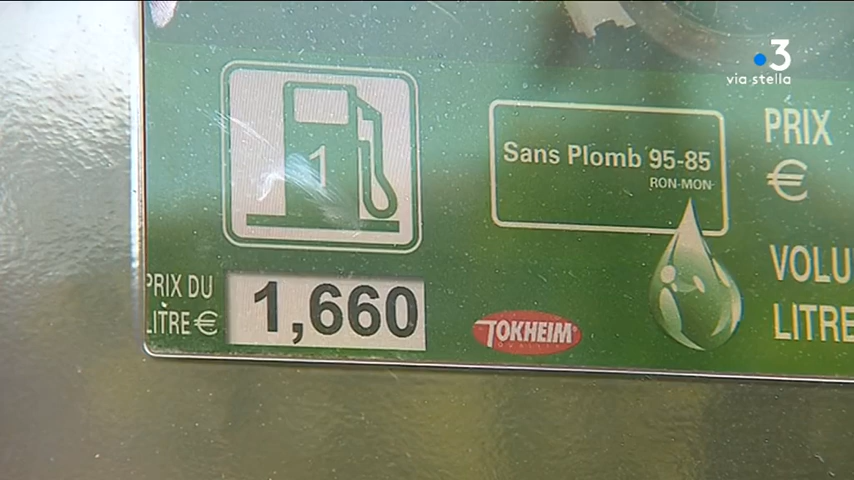 3
via stella
1
Sans Plomb 95-85
RON-MON
PRIX
€
PRIX DU
LITRE €
1,660
TOKHEIM
VOLU
LITRE